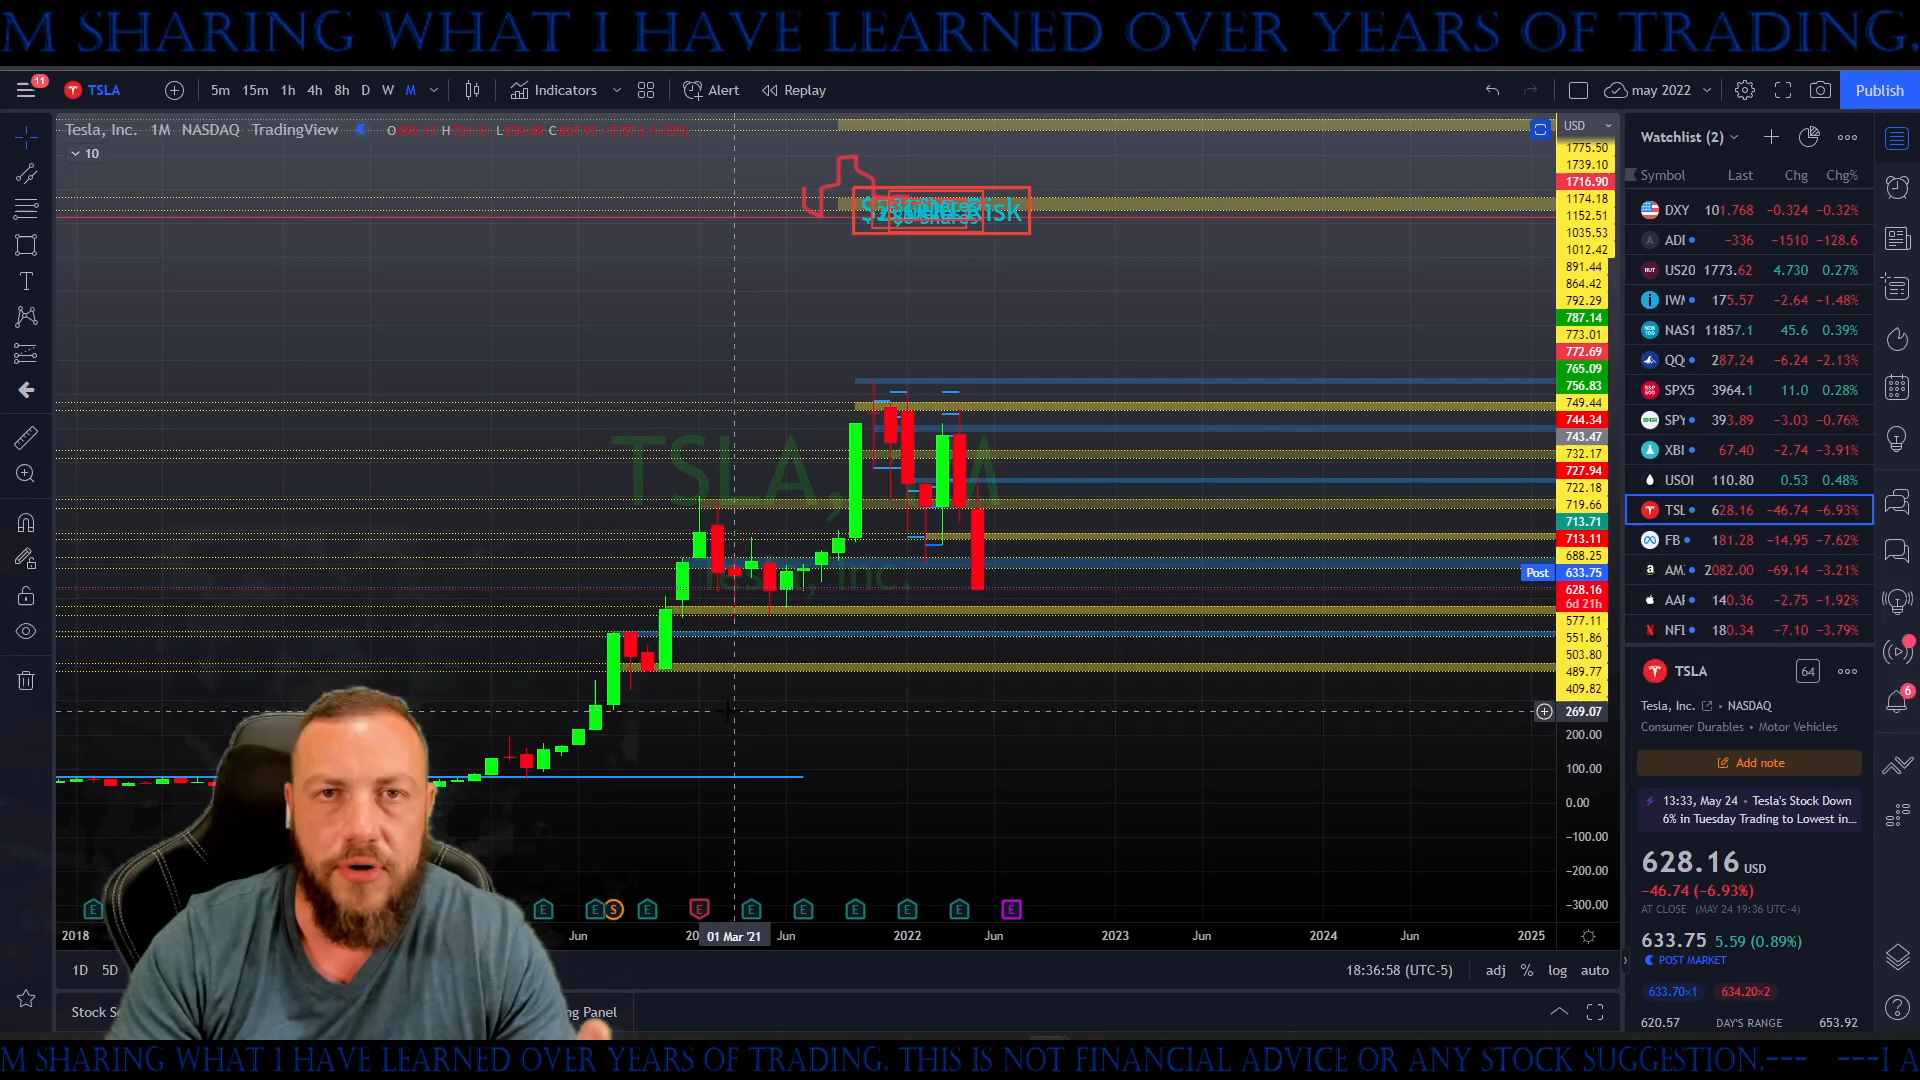 M SHARING WHAT I HAVE LEARNED OVER YEARS OF TRADING.
11
TSLA
5m 15m 1h 4h 8h D W M
Indicators
Alert
Replay
may 2022
Publish
Tesla, Inc. 1M NASDAQ TradingView
10
USD
1775.50
1739.10
1716.90
1174.18
1152.51
1035.53
1012.42
891.44
864.42
792.29
787.14
773.01
772.69
765.09
756.83
749.44
744.34
743.47
732.17
727.94
722.18
719.66
713.71
713.11
688.25
Post 633.75
628.16
6d 21h
577.11
551.86
503.80
489.77
409.82
269.07
200.00
100.00
0.00
−100.00
−200.00
−300.00
Risk
TSLA,
Inc.
E E E S E E E E E E E E
2018 Jun 01 Mar '21 Jun 2022 Jun 2023 Jun 2024 Jun 2025
1D 5D
18:36:58 (UTC-5) adj % log auto
Stock
ng Panel
Watchlist (2)
Symbol Last Chg Chg%
DXY 101.768 −0.324 −0.32%
ADI −336 −1510 −128.6
US20 1773.62 4.730 0.27%
IWM 175.57 −2.64 −1.48%
NAS1 11857.1 45.6 0.39%
QQ 287.24 −6.24 −2.13%
SPX5 3964.1 11.0 0.28%
SPY 393.89 −3.03 −0.76%
XBI 67.40 −2.74 −3.91%
USOI 110.80 0.53 0.48%
TSL 628.16 −46.74 −6.93%
FB 181.28 −14.95 −7.62%
AM 2082.00 −69.14 −3.21%
AAP 140.36 −2.75 −1.92%
NFL 180.34 −7.10 −3.79%
TSLA
64
Tesla, Inc. • NASDAQ
Consumer Durables • Motor Vehicles
Add note
13:33, May 24 • Tesla's Stock Down
6% in Tuesday Trading to Lowest in...
628.16 USD
−46.74 (−6.93%)
AT CLOSE (MAY 24 19:36 UTC-4)
633.75 5.59 (0.89%)
POST MARKET
633.70×1 634.20×2
620.57 DAY'S RANGE 653.92
6
M SHARING WHAT I HAVE LEARNED OVER YEARS OF TRADING. THIS IS NOT FINANCIAL ADVICE OR ANY STOCK SUGGESTION.--- ---I A